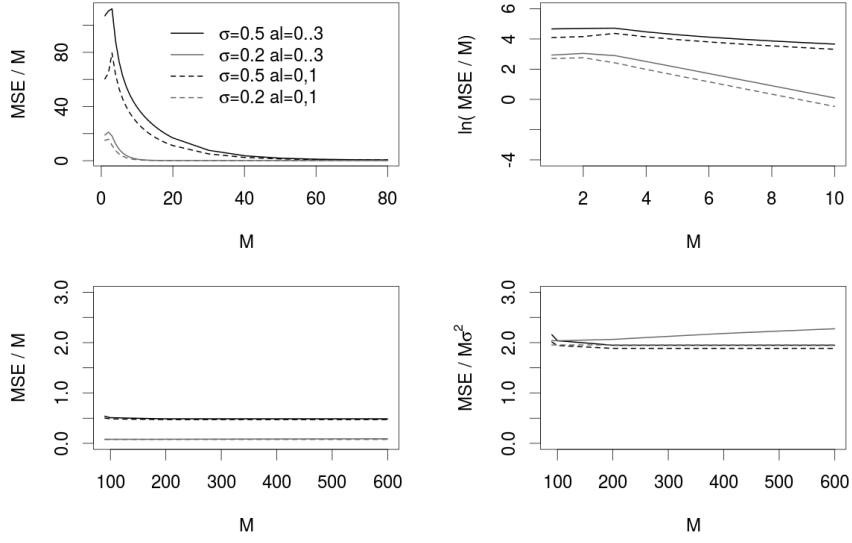 MSE / M
0 40 80
σ=0.5 al=0..3
σ=0.2 al=0..3
σ=0.5 al=0,1
σ=0.2 al=0,1
0 20 40 60 80
M
ln( MSE / M)
-4 0 2 4 6
2 4 6 8 10
M
MSE / M
0.0 1.0 2.0 3.0
100 200 300 400 500 600
M
MSE / Mσ²
0.0 1.0 2.0 3.0
100 200 300 400 500 600
M